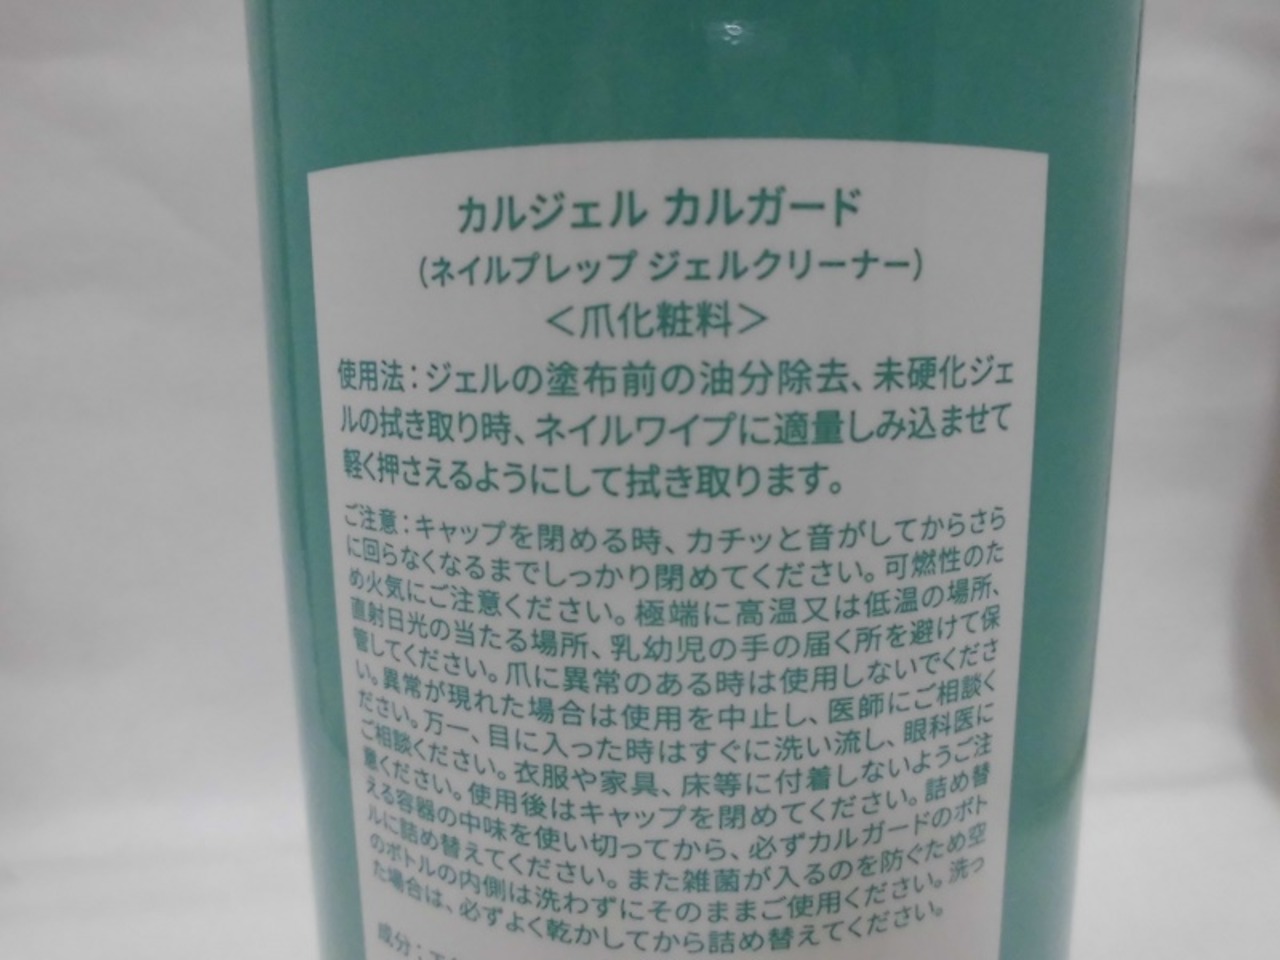 カルジェル カルガード
(ネイルプレップ ジェルクリーナー)
＜爪化粧料＞
使用法：ジェルの塗布前の油分除去、未硬化ジェ
ルの拭き取り時、ネイルワイプに適量しみ込ませて
軽く押さえるようにして拭き取ります。
ご注意：キャップを閉める時、カチッと音がしてからさら
に回らなくなるまでしっかり閉めてください。可燃性のた
め火気にご注意ください。極端に高温又は低温の場所、
直射日光の当たる場所、乳幼児の手の届く所を避けて保
管してください。爪に異常のある時は使用しないでくださ
い。異常が現れた場合は使用を中止し、医師にご相談く
ださい。万一、目に入った時はすぐに洗い流し、眼科医に
ご相談ください。衣服や家具、床等に付着しないようご注
意ください。使用後はキャップを閉めてください。詰め替
える容器の中味を使い切ってから、必ずカルガードのボト
ルに詰め替えてください。また雑菌が入るのを防ぐため空
のボトルの内側は洗わずにそのままご使用ください。洗っ
た場合は、必ずよく乾かしてから詰め替えてください。
成分：